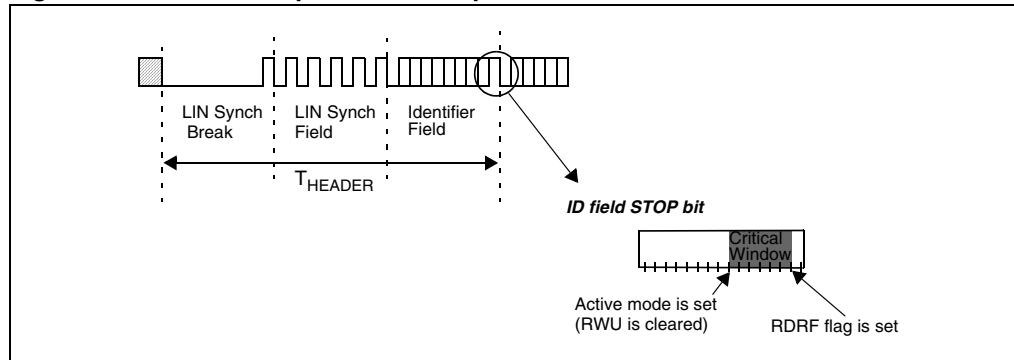 LIN Synch
Break
LIN Synch
Field
Identifier
Field
THEADER
ID field STOP bit
Critical
Window
Active mode is set
(RWU is cleared)
RDRF flag is set